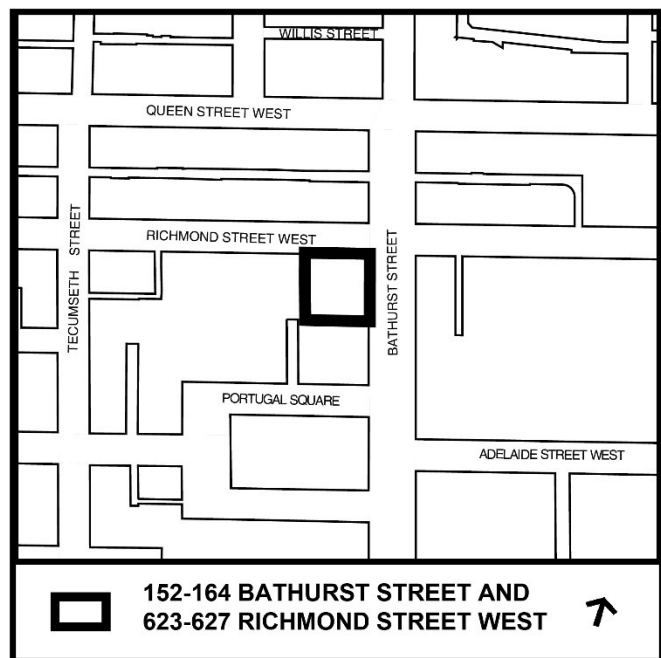 WILLIS STREET
QUEEN STREET WEST
RICHMOND STREET WEST
TECUMSETH STREET
BATHURST STREET
PORTUGAL SQUARE
ADELAIDE STREET WEST
152-164 BATHURST STREET AND
623-627 RICHMOND STREET WEST